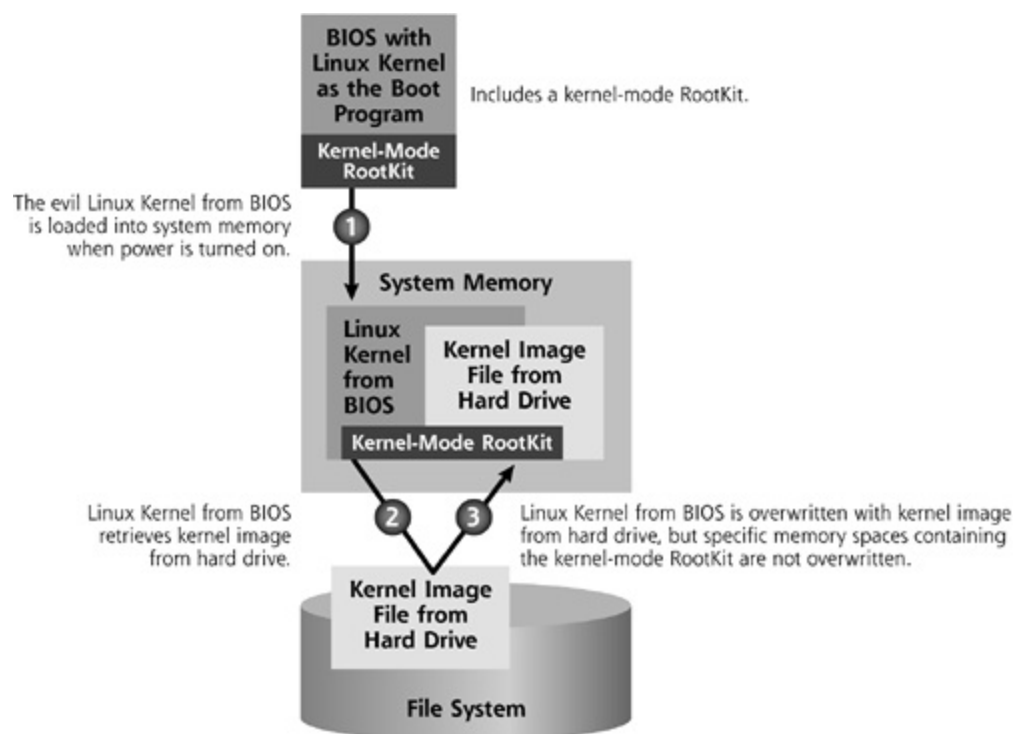 BIOS with
Linux Kernel
as the Boot
Program
Includes a kernel-mode RootKit.
Kernel-Mode
RootKit
The evil Linux Kernel from BIOS
is loaded into system memory
when power is turned on.
1
System Memory
Linux
Kernel
from
BIOS
Kernel Image
File from
Hard Drive
Kernel-Mode RootKit
Linux Kernel from BIOS
retrieves kernel image
from hard drive.
2
3
Linux Kernel from BIOS is overwritten with kernel image
from hard drive, but specific memory spaces containing
the kernel-mode RootKit are not overwritten.
Kernel Image
File from
Hard Drive
File System